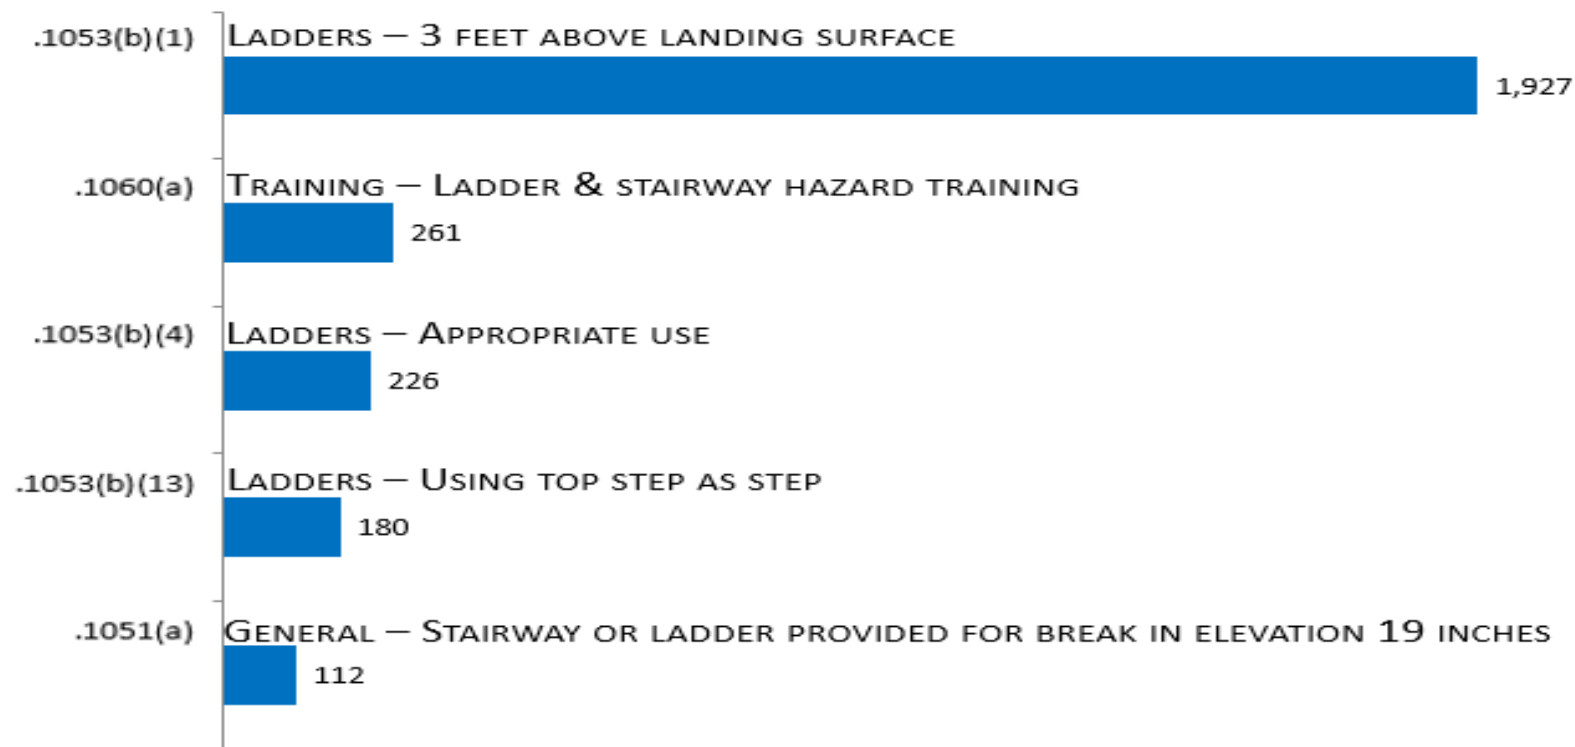 .1053(b)(1) LADDERS – 3 FEET ABOVE LANDING SURFACE
1,927
.1060(a) TRAINING – LADDER & STAIRWAY HAZARD TRAINING
261
.1053(b)(4) LADDERS – APPROPRIATE USE
226
.1053(b)(13) LADDERS – USING TOP STEP AS STEP
180
.1051(a) GENERAL – STAIRWAY OR LADDER PROVIDED FOR BREAK IN ELEVATION 19 INCHES
112